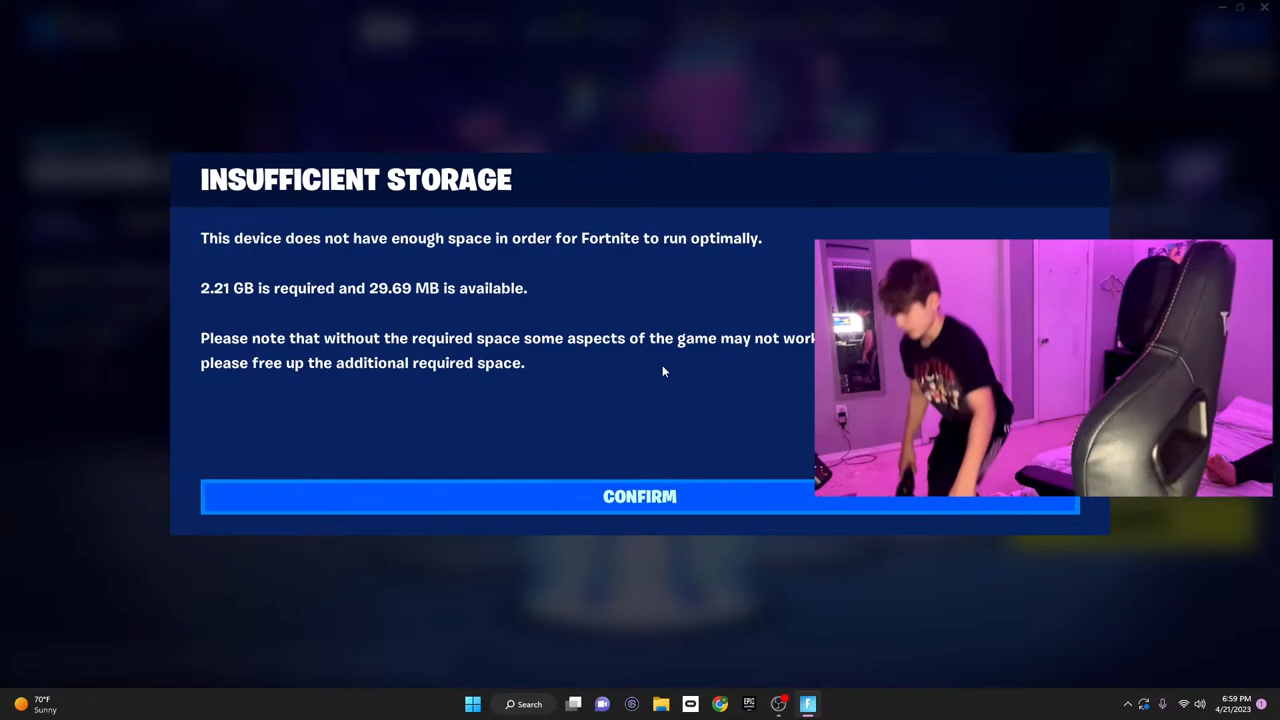 INSUFFICIENT STORAGE
This device does not have enough space in order for Fortnite to run optimally.
2.21 GB is required and 29.69 MB is available.
Please note that without the required space some aspects of the game may not work
please free up the additional required space.
CONFIRM
70°F
Sunny
Search
EPIC
GAMES
F
6:59 PM
4/21/2023
1